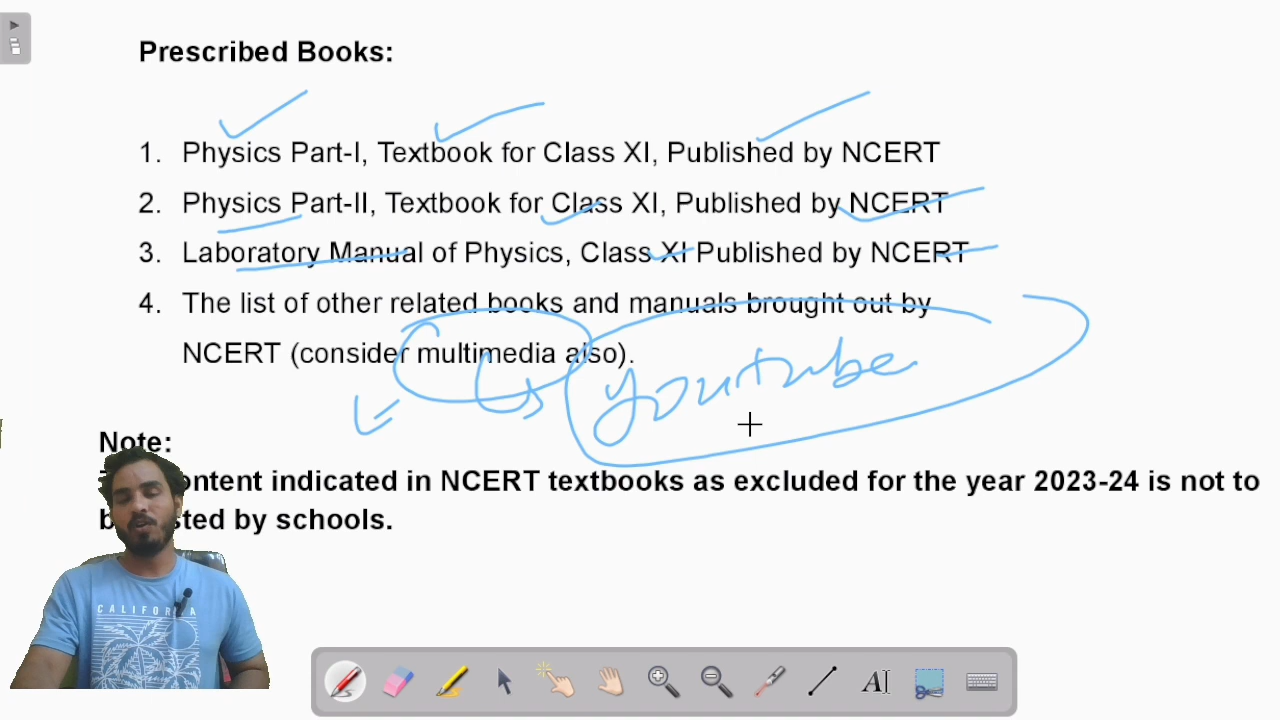 Prescribed Books:
1. Physics Part-I, Textbook for Class XI, Published by NCERT
2. Physics Part-II, Textbook for Class XI, Published by NCERT
3. Laboratory Manual of Physics, Class XI Published by NCERT
4. The list of other related books and manuals brought out by
NCERT (consider multimedia also).
youtube
Note:
ontent indicated in NCERT textbooks as excluded for the year 2023-24 is not to
b sted by schools.
CALIFORNIA
AI